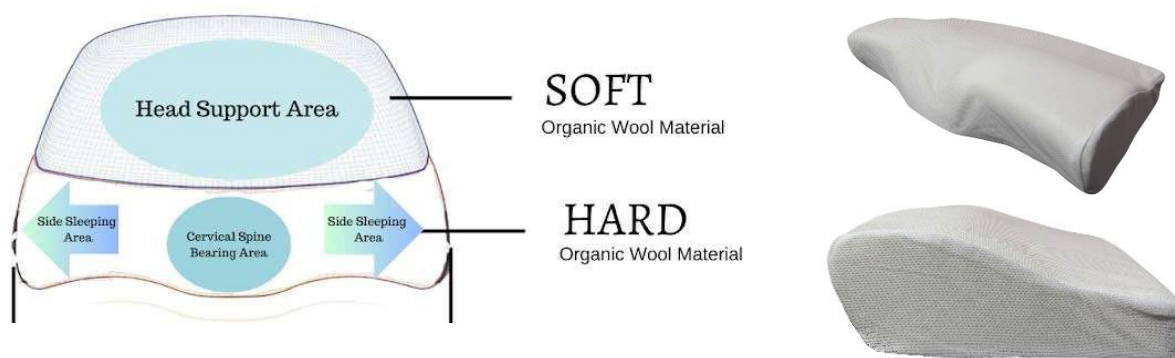 Head Support Area
SOFT
Organic Wool Material
Side Sleeping
Area
Cervical Spine
Bearing Area
Side Sleeping
Area
HARD
Organic Wool Material